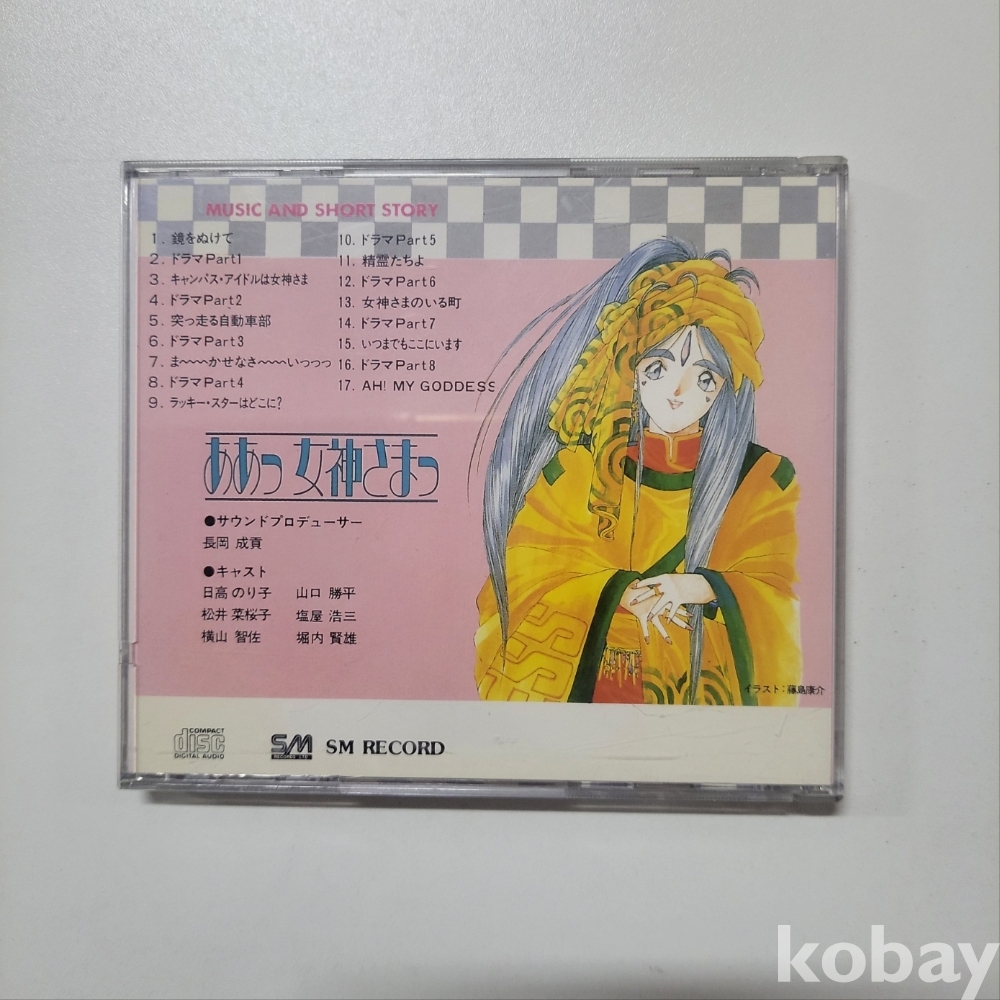 MUSIC AND SHORT STORY
1. 鏡をぬけて
2. ドラマPart1
3. キャンパス・アイドルは女神さま
4. ドラマPart2
5. 突っ走る自動車部
6. ドラマPart3
7. ま〜〜〜かせなさ〜〜〜いっっっ
8. ドラマPart4
9. ラッキー・スターはどこに?
10. ドラマPart5
11. 精霊たちよ
12. ドラマPart6
13. 女神さまのいる町
14. ドラマPart7
15. いつまでもここにいます
16. ドラマPart8
17. AH! MY GODDESS
ああっ女神さまっ
●サウンドプロデューサー
長岡 成貢
●キャスト
日高 のり子 山口 勝平
松井 菜桜子 塩屋 浩三
横山 智佐 堀内 賢雄
イラスト:藤島康介
COMPACT
disc
DIGITAL AUDIO
SM
RECORDS LTD
SM RECORD
kobay